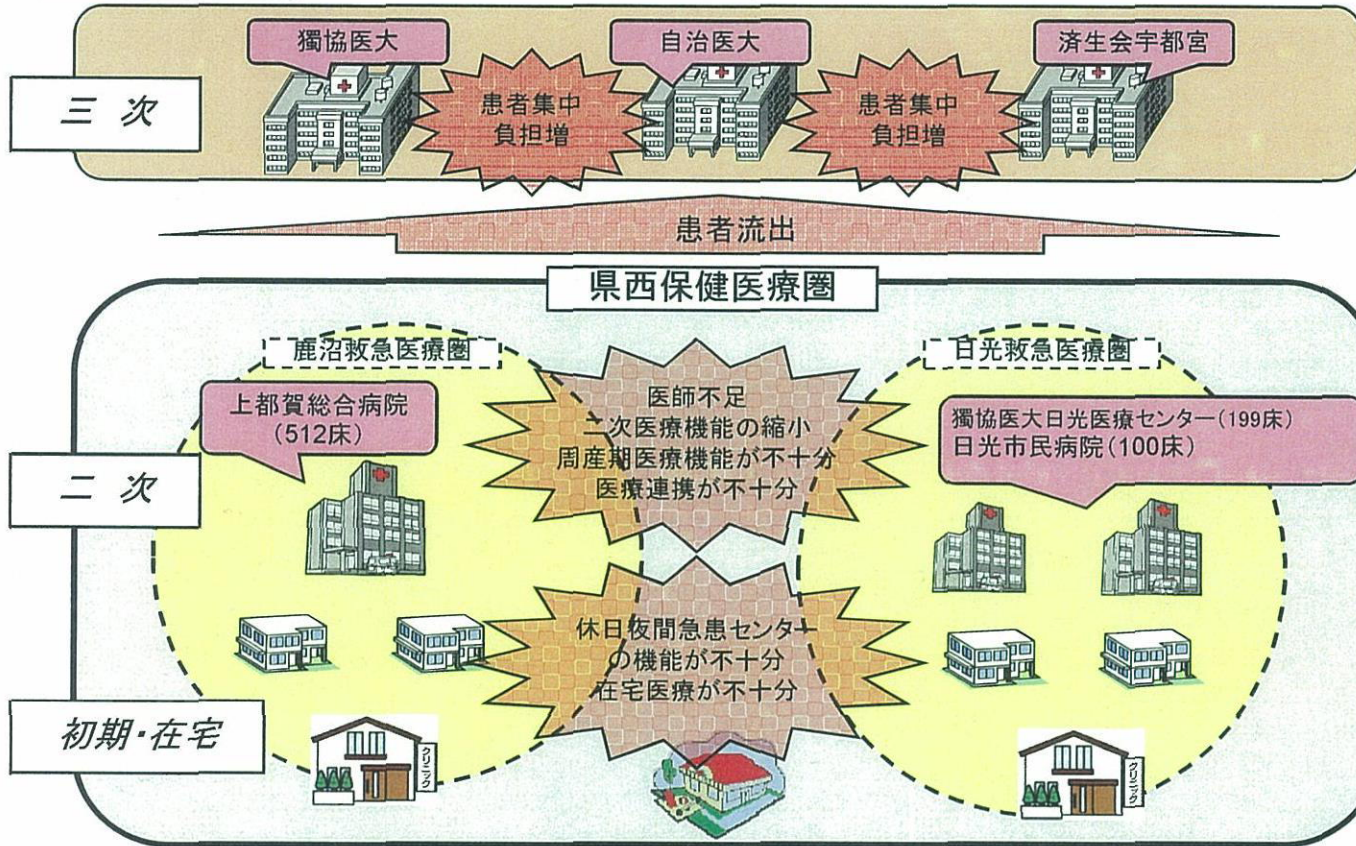 獨協医大
自治医大
済生会宇都宮
三 次
患者集中
負担増
患者集中
負担増
患者流出
県西保健医療圏
鹿沼救急医療圏
日光救急医療圏
上都賀総合病院
(512床)
医師不足
二次医療機能の縮小
周産期医療機能が不十分
医療連携が不十分
獨協医大日光医療センター(199床)
日光市民病院(100床)
二 次
休日夜間急患センター
の機能が不十分
在宅医療が不十分
初期・在宅
クリニック
クリニック